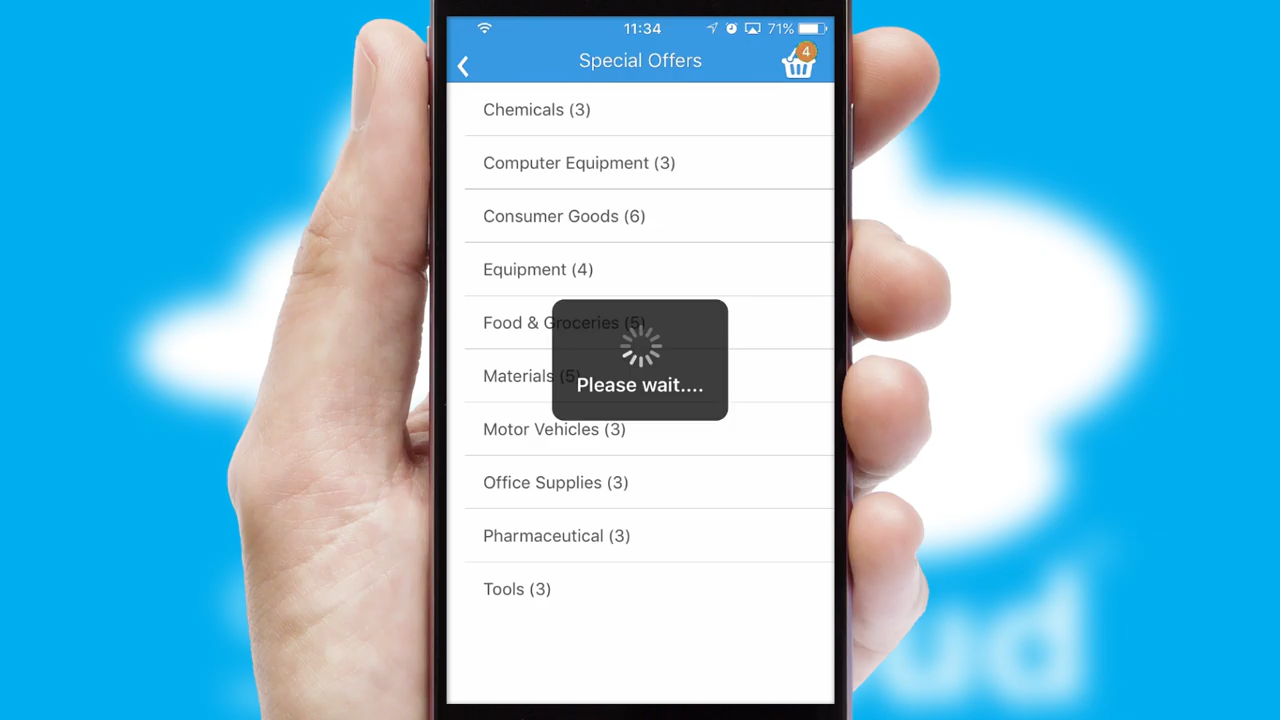 11:34
71%
Special Offers
4
Chemicals (3)
Computer Equipment (3)
Consumer Goods (6)
Equipment (4)
Food & Groceries (5)
Materials (5)
Please wait....
Motor Vehicles (3)
Office Supplies (3)
Pharmaceutical (3)
Tools (3)